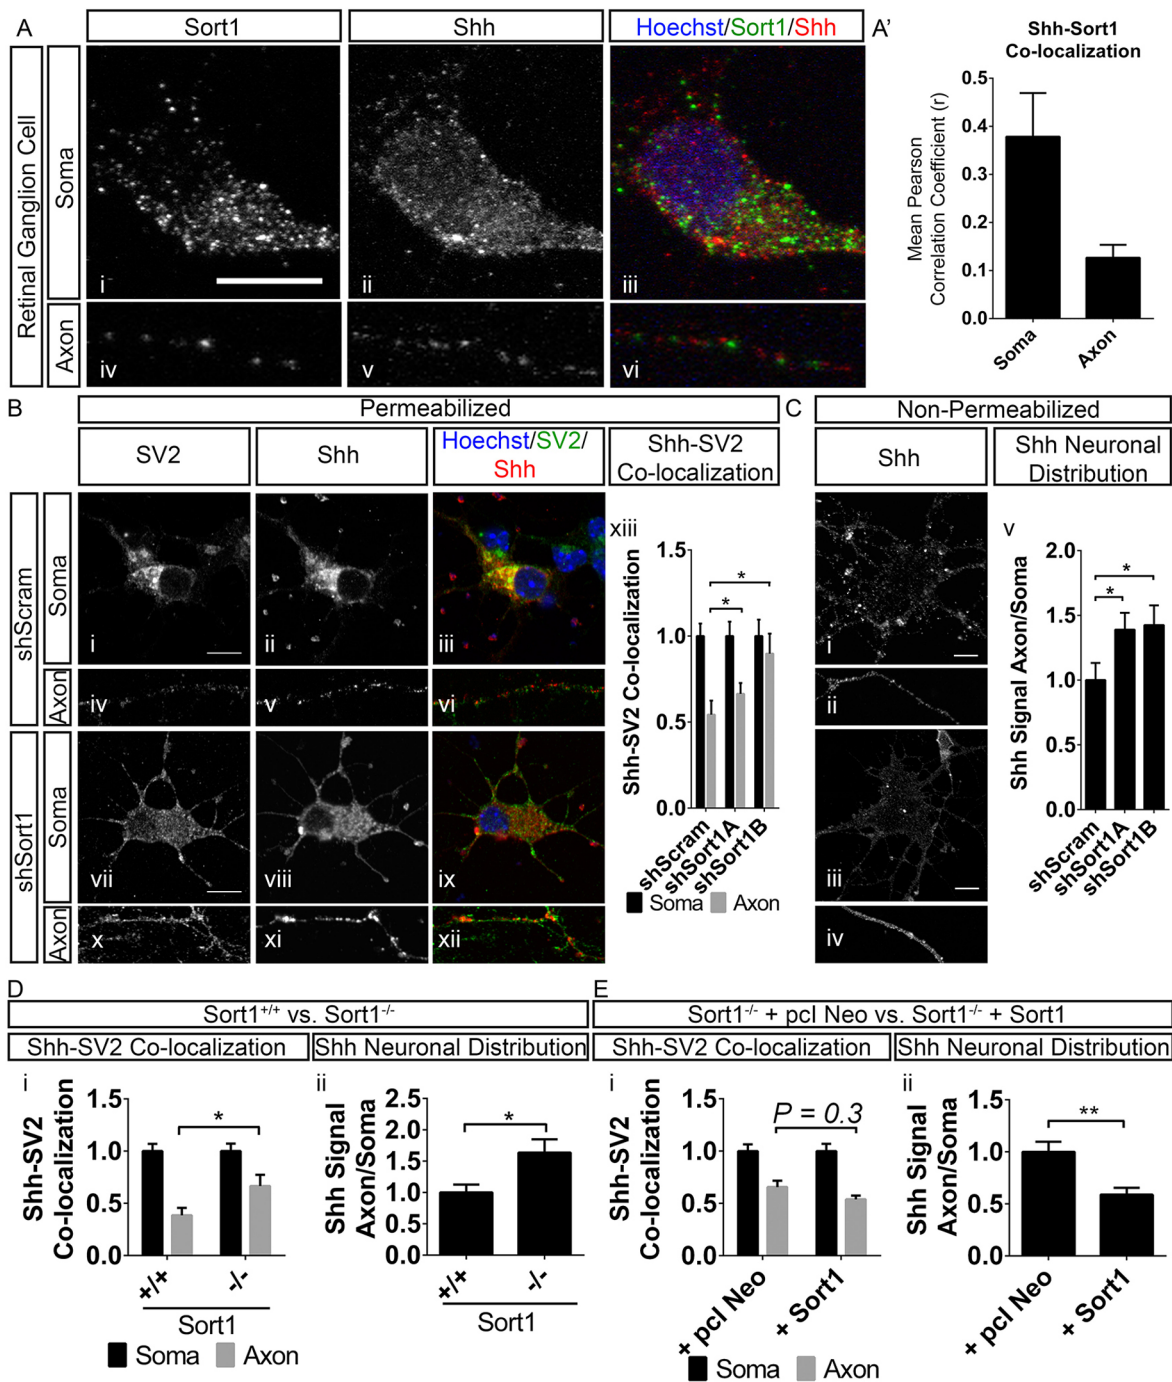 A
Sort1
Shh
Hoechst/Sort1/Shh
A'
Shh-Sort1
Co-localization
Retinal Ganglion Cell
Soma
Axon
i
ii
iii
iv
v
vi
Mean Pearson
Correlation Coefficient (r)
0.5
0.4
0.3
0.2
0.1
0.0
Soma
Axon
B
Permeabilized
SV2
Shh
Hoechst/SV2/
Shh
Shh-SV2
Co-localization
shScram
Soma
Axon
shSort1
Soma
Axon
i
ii
iii
iv
v
vi
vii
viii
ix
x
xi
xii
xiii
Shh-SV2 Co-localization
1.5
1.0
0.5
0.0
*
*
shScram
shSort1A
shSort1B
Soma
Axon
C
Non-Permeabilized
Shh
Shh Neuronal
Distribution
i
ii
iii
iv
v
Shh Signal Axon/Soma
2.0
1.5
1.0
0.5
0.0
*
*
shScram
shSort1A
shSort1B
D
Sort1+/+ vs. Sort1-/-
Shh-SV2 Co-localization
Shh Neuronal Distribution
i
Shh-SV2
Co-localization
1.5
1.0
0.5
0.0
*
+/+
-/-
Sort1
Soma
Axon
ii
Shh Signal
Axon/Soma
2.5
2.0
1.5
1.0
0.5
0.0
*
+/+
-/-
Sort1
E
Sort1-/- + pcI Neo vs. Sort1-/- + Sort1
Shh-SV2 Co-localization
Shh Neuronal Distribution
i
Shh-SV2
Co-localization
1.5
1.0
0.5
0.0
P = 0.3
+ pcI Neo
+ Sort1
Soma
Axon
ii
Shh Signal
Axon/Soma
1.5
1.0
0.5
0.0
**
+ pcI Neo
+ Sort1